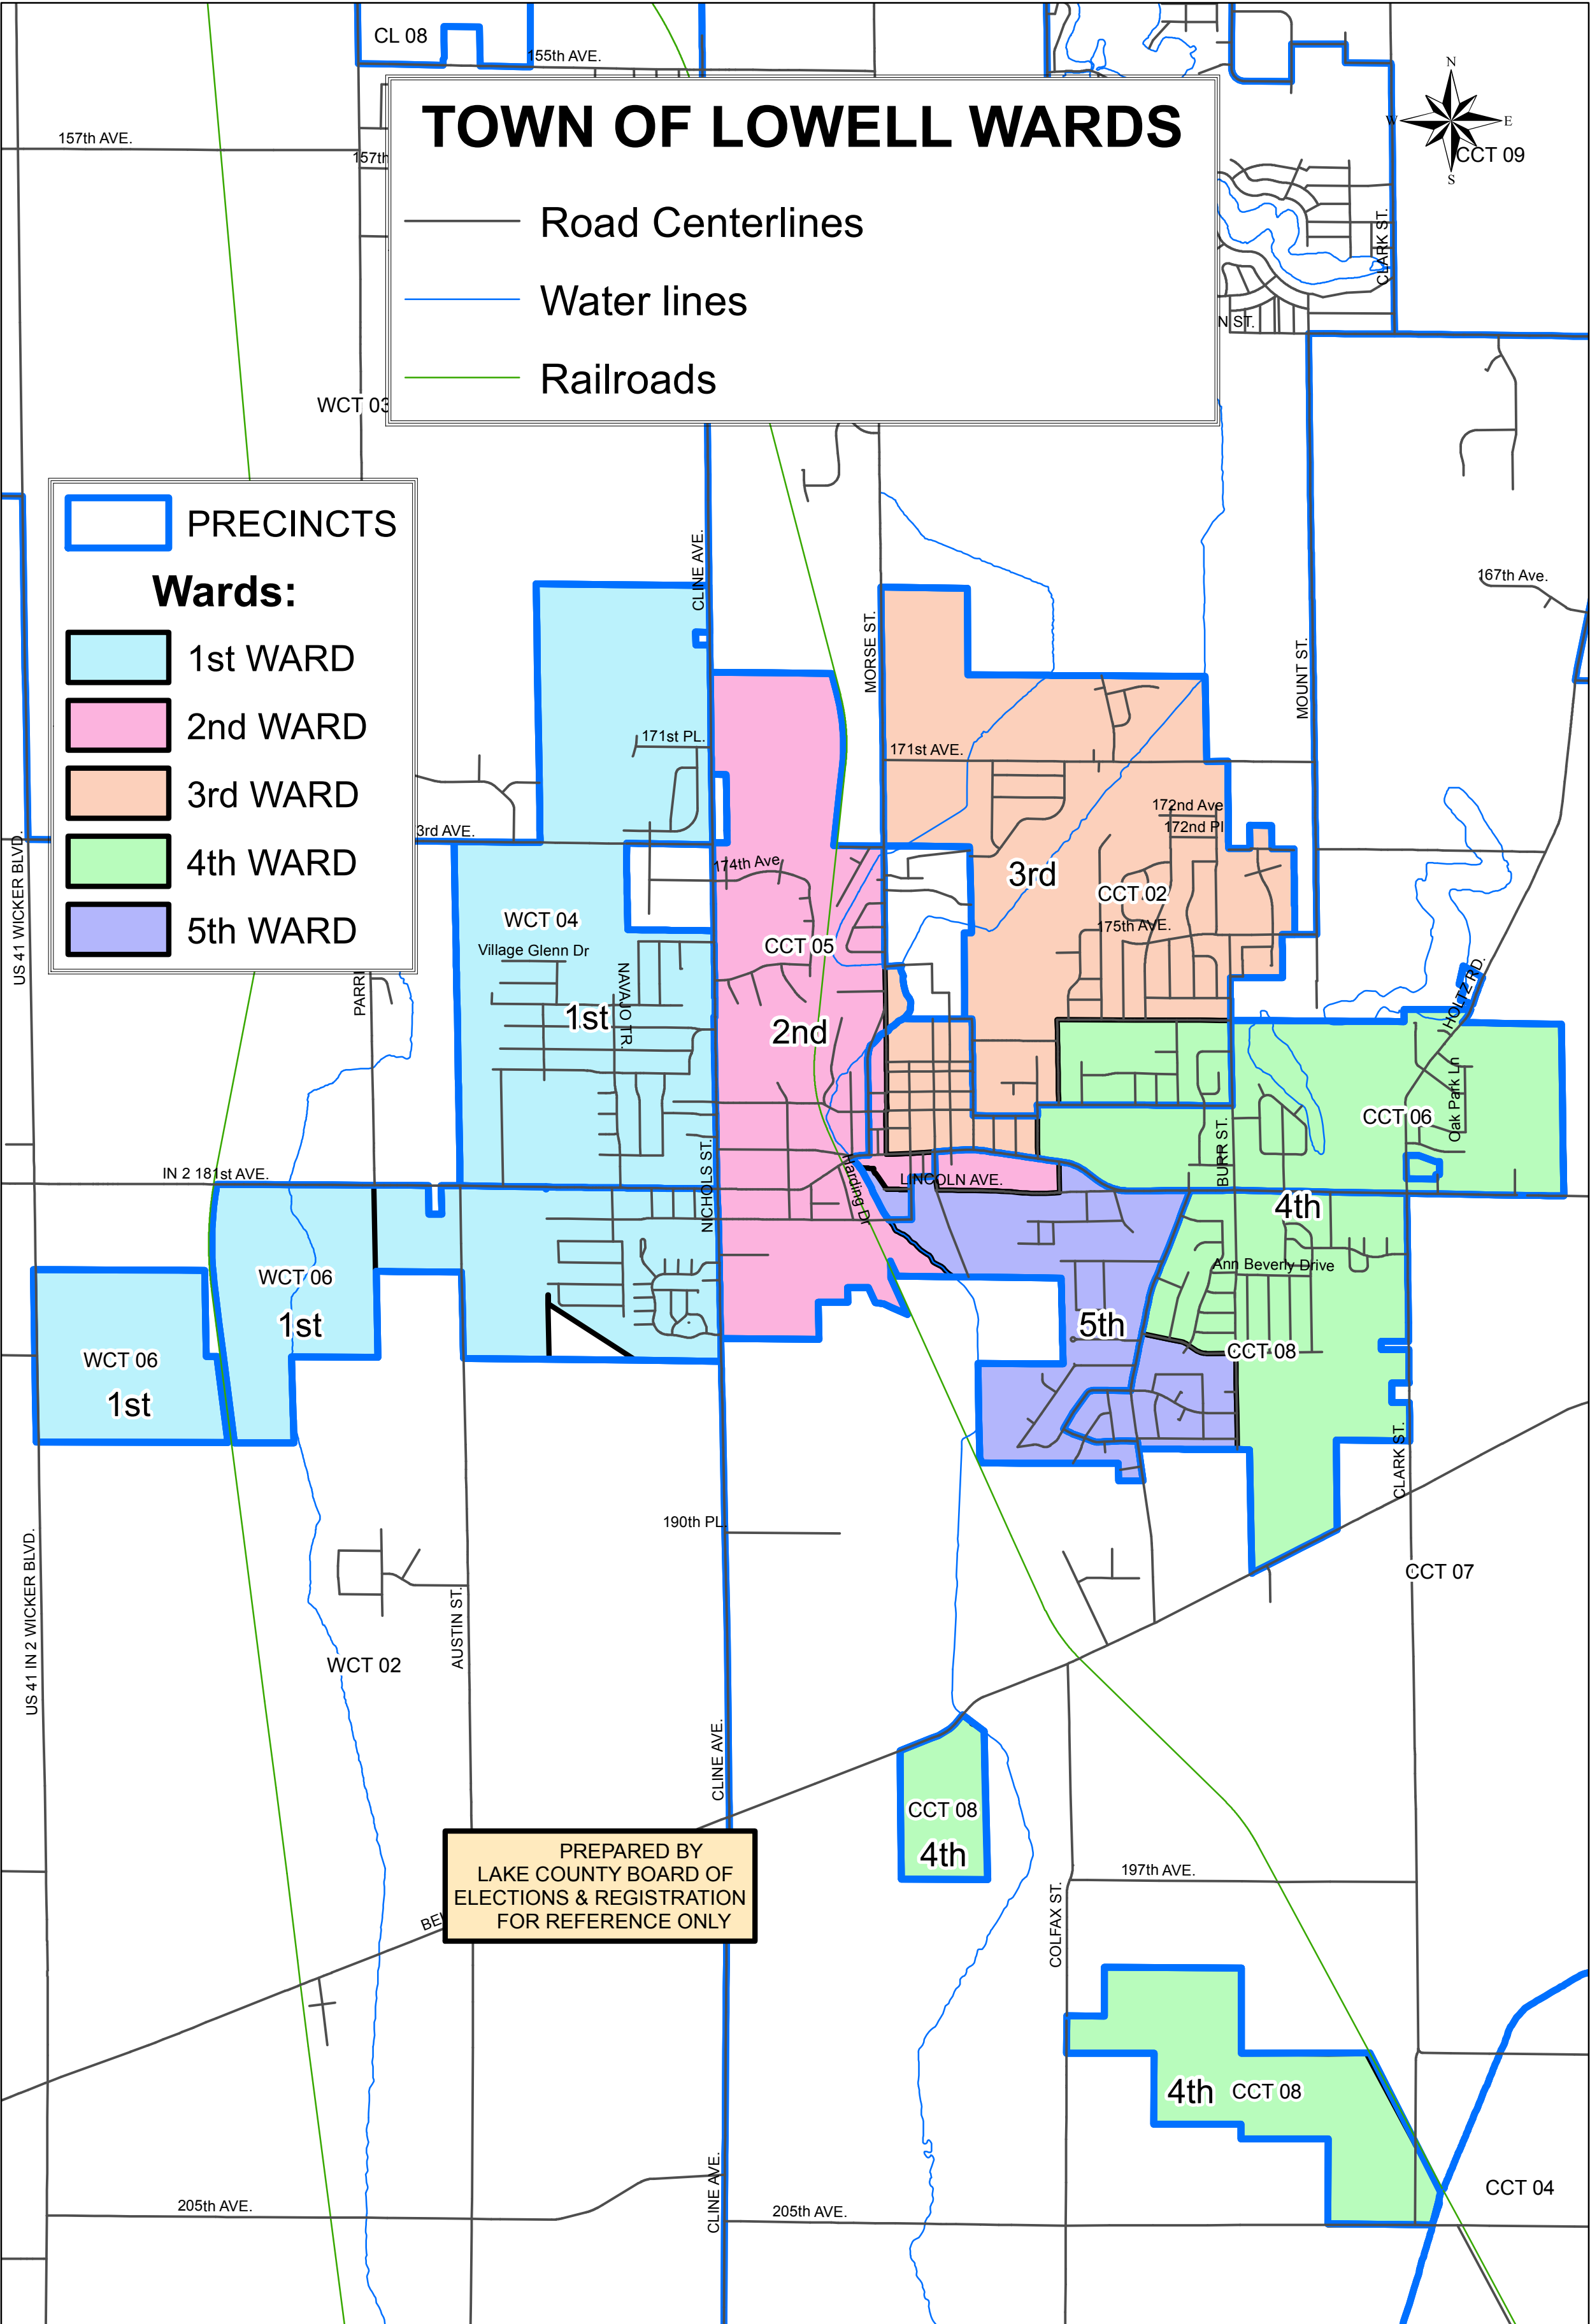 CL 08
155th AVE.
N
W
E
S
CCT 09
TOWN OF LOWELL WARDS
Road Centerlines
Water lines
Railroads
157th AVE.
157th
CLARK ST.
N ST.
WCT 03
PRECINCTS
Wards:
1st WARD
2nd WARD
3rd WARD
4th WARD
5th WARD
CLINE AVE.
167th Ave.
MORSE ST.
MOUNT ST.
171st PL.
171st AVE.
172nd Ave
172nd Pl
3rd AVE.
US 41 WICKER BLVD.
174th Ave
3rd
CCT 02
WCT 04
175th AVE.
CCT 05
Village Glenn Dr
NAVAJO TR.
PARRI
HOLTZ RD.
1st
2nd
Oak Park Ln
CCT 06
BURR ST.
IN 2 181st AVE.
NICHOLS ST.
Harding Dr
LINCOLN AVE.
4th
Ann Beverly Drive
WCT 06
1st
5th
CCT 08
WCT 06
1st
CLARK ST.
190th PL.
US 41 IN 2 WICKER BLVD.
AUSTIN ST.
CCT 07
WCT 02
CLINE AVE.
CCT 08
4th
PREPARED BY
LAKE COUNTY BOARD OF
ELECTIONS & REGISTRATION
FOR REFERENCE ONLY
BE
197th AVE.
COLFAX ST.
4th
CCT 08
CLINE AVE.
CCT 04
205th AVE.
205th AVE.